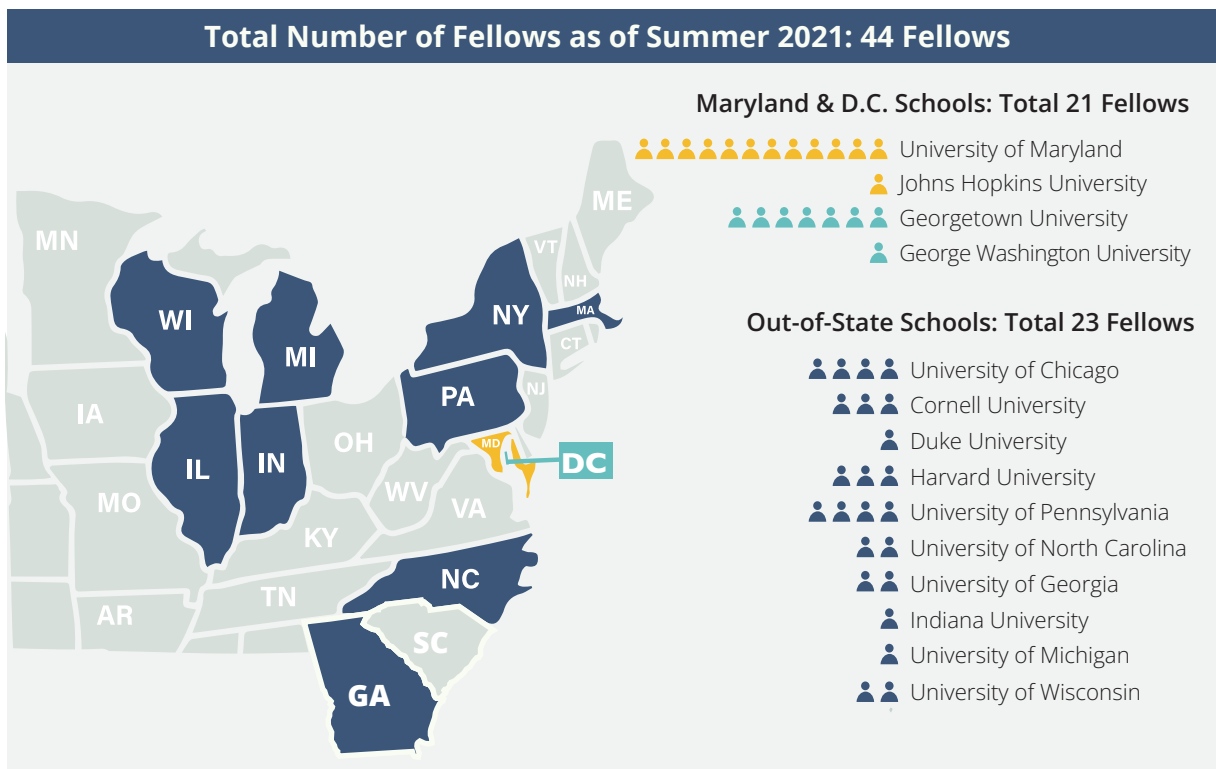 Total Number of Fellows as of Summer 2021: 44 Fellows
Maryland & D.C. Schools: Total 21 Fellows
University of Maryland
Johns Hopkins University
Georgetown University
George Washington University
Out-of-State Schools: Total 23 Fellows
University of Chicago
Cornell University
Duke University
Harvard University
University of Pennsylvania
University of North Carolina
University of Georgia
Indiana University
University of Michigan
University of Wisconsin
ME
MN
VT
NH
WI
NY
MA
MI
CT
NJ
PA
IA
OH
MD
DC
IL
IN
WV
MO
VA
KY
NC
TN
AR
SC
GA